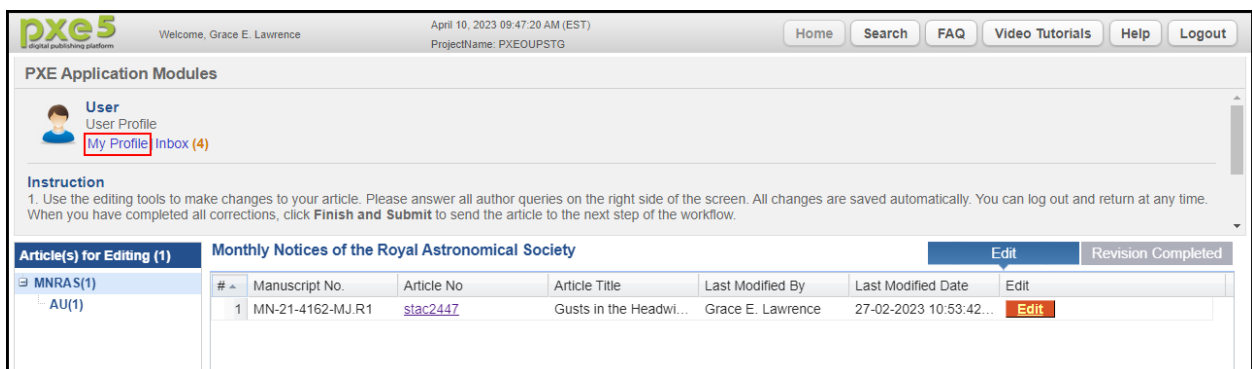 pxe5
digital publishing platform
Welcome, Grace E. Lawrence
April 10, 2023 09:47:20 AM (EST)
ProjectName: PXEOUPSTG
Home Search FAQ Video Tutorials Help Logout
PXE Application Modules
User
User Profile
My Profile Inbox (4)
Instruction
1. Use the editing tools to make changes to your article. Please answer all author queries on the right side of the screen. All changes are saved automatically. You can log out and return at any time.
When you have completed all corrections, click Finish and Submit to send the article to the next step of the workflow.
Article(s) for Editing (1)
MNRAS(1)
AU(1)
Monthly Notices of the Royal Astronomical Society
Edit Revision Completed
# Manuscript No. Article No Article Title Last Modified By Last Modified Date Edit
1 MN-21-4162-MJ.R1 stac2447 Gusts in the Headwi... Grace E. Lawrence 27-02-2023 10:53:42... Edit